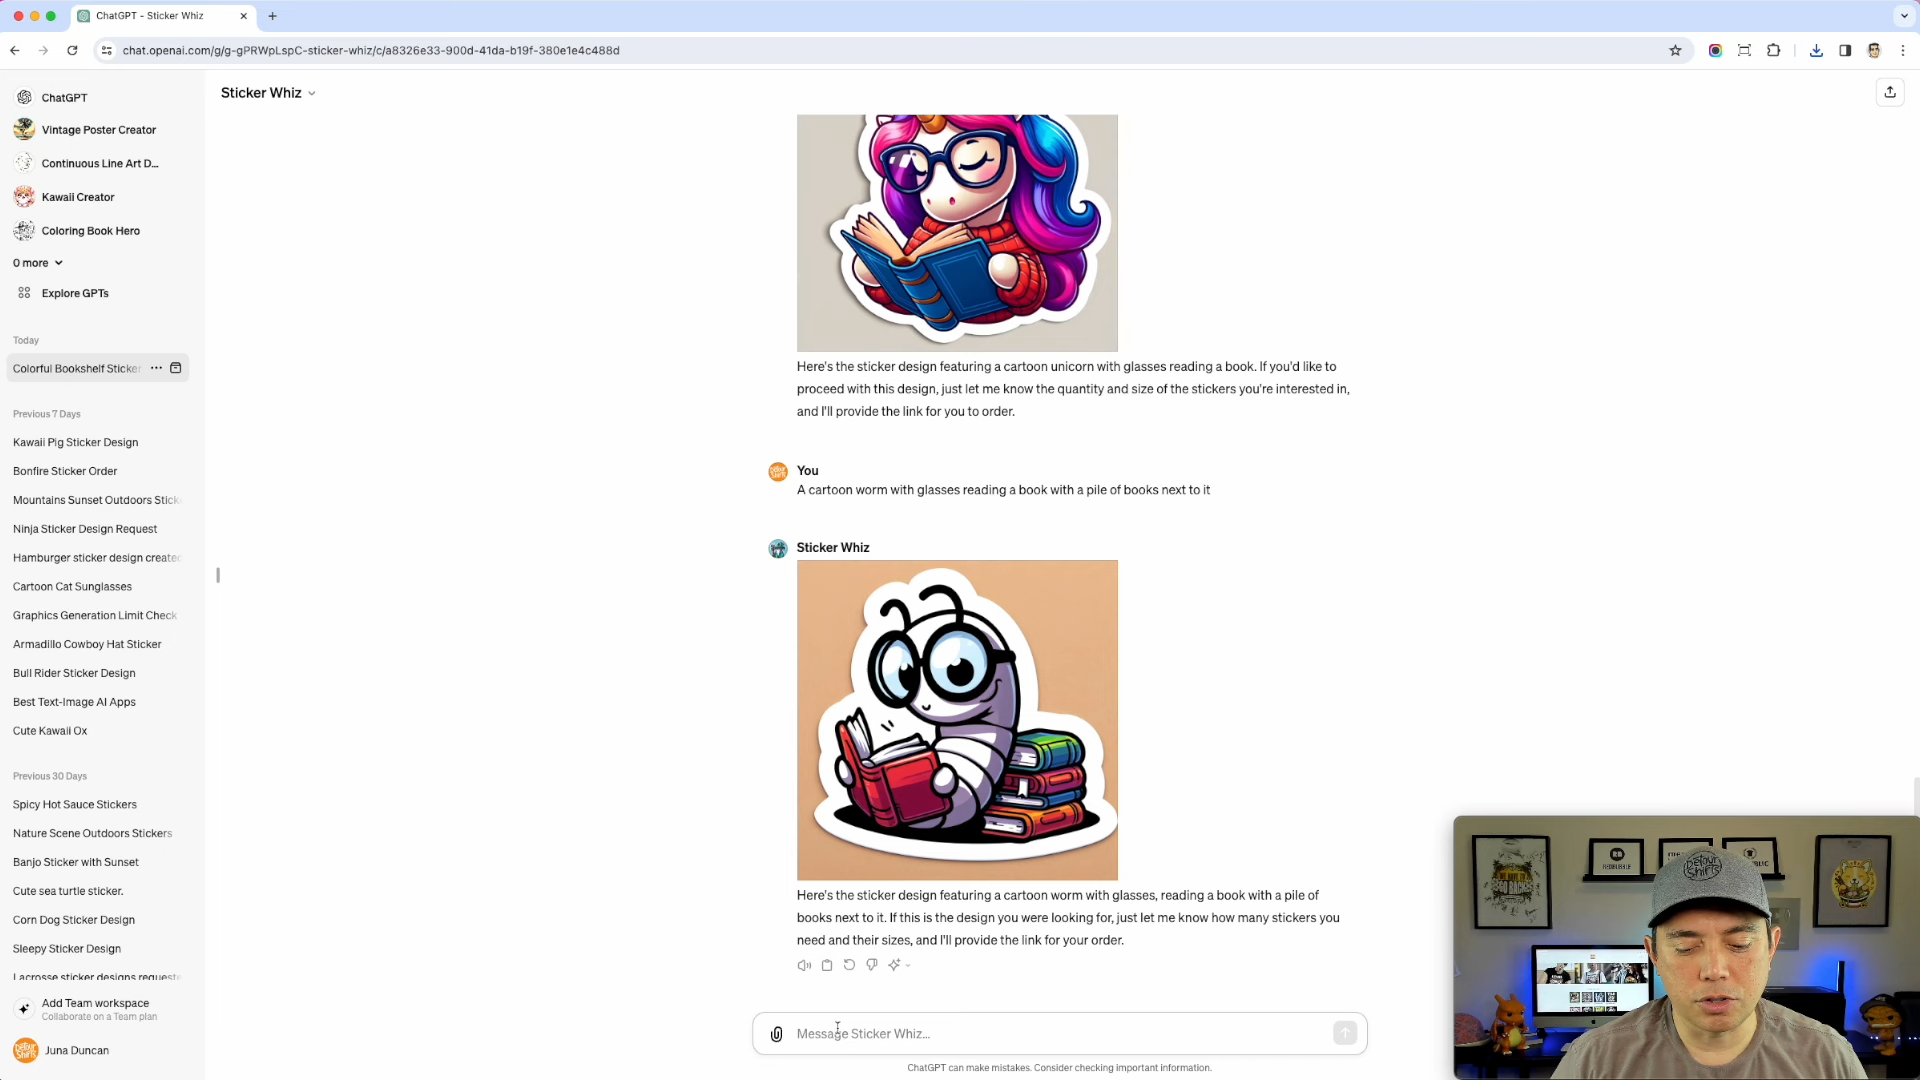 ChatGPT - Sticker Whiz
chat.openai.com/g/g-gPRWpLspC-sticker-whiz/c/a8326e33-900d-41da-b19f-380e1e4c488d
ChatGPT
Vintage Poster Creator
Continuous Line Art D...
Kawaii Creator
Coloring Book Hero
0 more
Explore GPTs
Today
Colorful Bookshelf Sticker
Previous 7 Days
Kawaii Pig Sticker Design
Bonfire Sticker Order
Mountains Sunset Outdoors Stick
Ninja Sticker Design Request
Hamburger sticker design created
Cartoon Cat Sunglasses
Graphics Generation Limit Check
Armadillo Cowboy Hat Sticker
Bull Rider Sticker Design
Best Text-Image AI Apps
Cute Kawaii Ox
Previous 30 Days
Spicy Hot Sauce Stickers
Nature Scene Outdoors Stickers
Banjo Sticker with Sunset
Cute sea turtle sticker.
Corn Dog Sticker Design
Sleepy Sticker Design
Lacrosse sticker designs requeste
Add Team workspace
Collaborate on a Team plan
Juna Duncan
Sticker Whiz
Here's the sticker design featuring a cartoon unicorn with glasses reading a book. If you'd like to
proceed with this design, just let me know the quantity and size of the stickers you're interested in,
and I'll provide the link for you to order.
You
A cartoon worm with glasses reading a book with a pile of books next to it
Sticker Whiz
Here's the sticker design featuring a cartoon worm with glasses, reading a book with a pile of
books next to it. If this is the design you were looking for, just let me know how many stickers you
need and their sizes, and I'll provide the link for your order.
Message Sticker Whiz...
ChatGPT can make mistakes. Consider checking important information.
REDBUBBLE
DETOUR
SHIRTS